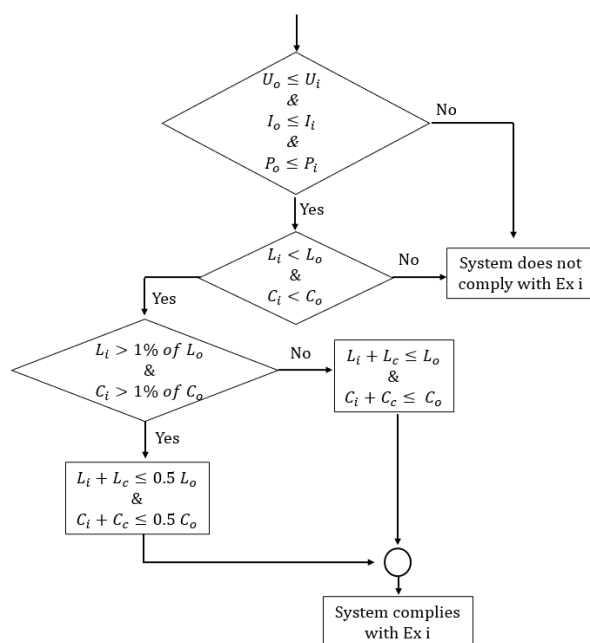 U_o ≤ U_i
&
I_o ≤ I_i
&
P_o ≤ P_i
No
Yes
L_i < L_o
&
C_i < C_o
No
System does not
comply with Ex i
Yes
L_i > 1% of L_o
&
C_i > 1% of C_o
No
L_i + L_c ≤ L_o
&
C_i + C_c ≤ C_o
Yes
L_i + L_c ≤ 0.5 L_o
&
C_i + C_c ≤ 0.5 C_o
System complies
with Ex i